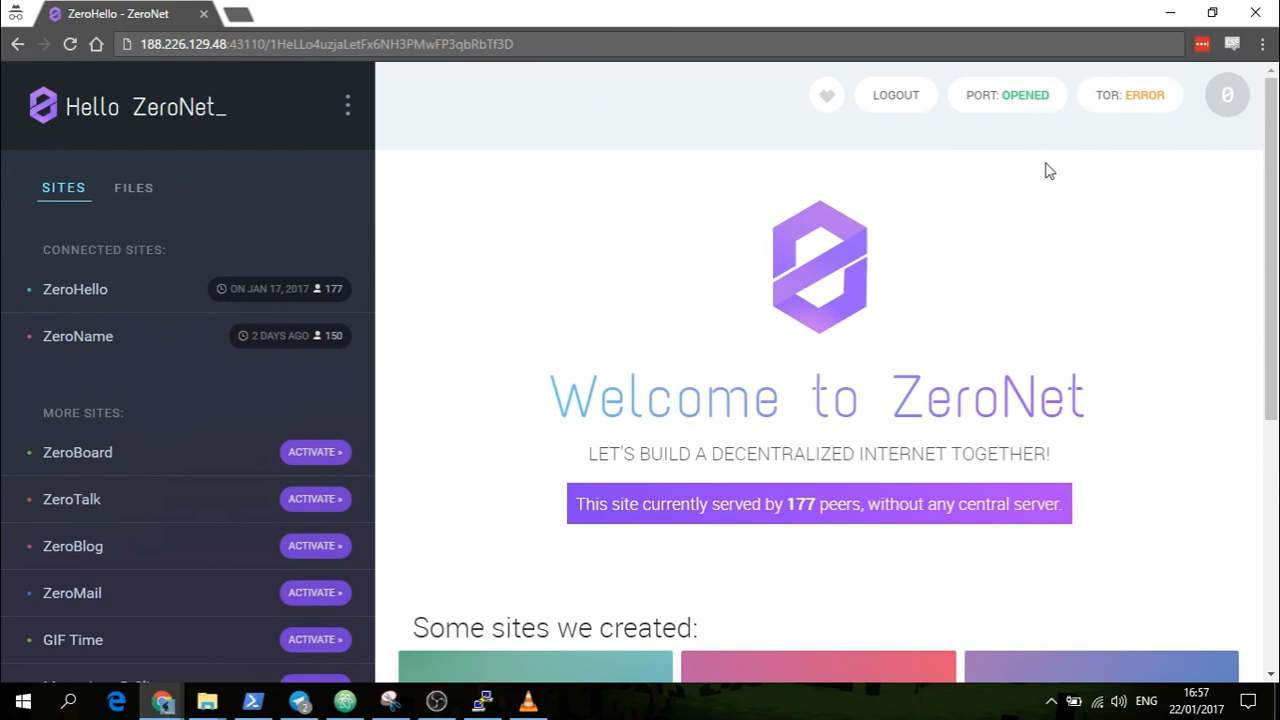 ZeroHello - ZeroNet
188.226.129.48:43110/1HeLLo4uzjaLetFx6NH3PMwFP3qbRbTf3D
Hello ZeroNet_
LOGOUT
PORT: OPENED
TOR: ERROR
0
SITES
FILES
CONNECTED SITES:
ZeroHello
ON JAN 17, 2017 177
ZeroName
2 DAYS AGO 150
MORE SITES:
ZeroBoard ACTIVATE »
ZeroTalk ACTIVATE »
ZeroBlog ACTIVATE »
ZeroMail ACTIVATE »
GIF Time ACTIVATE »
Welcome to ZeroNet
LET'S BUILD A DECENTRALIZED INTERNET TOGETHER!
This site currently served by 177 peers, without any central server.
Some sites we created:
2
ENG
16:57
22/01/2017